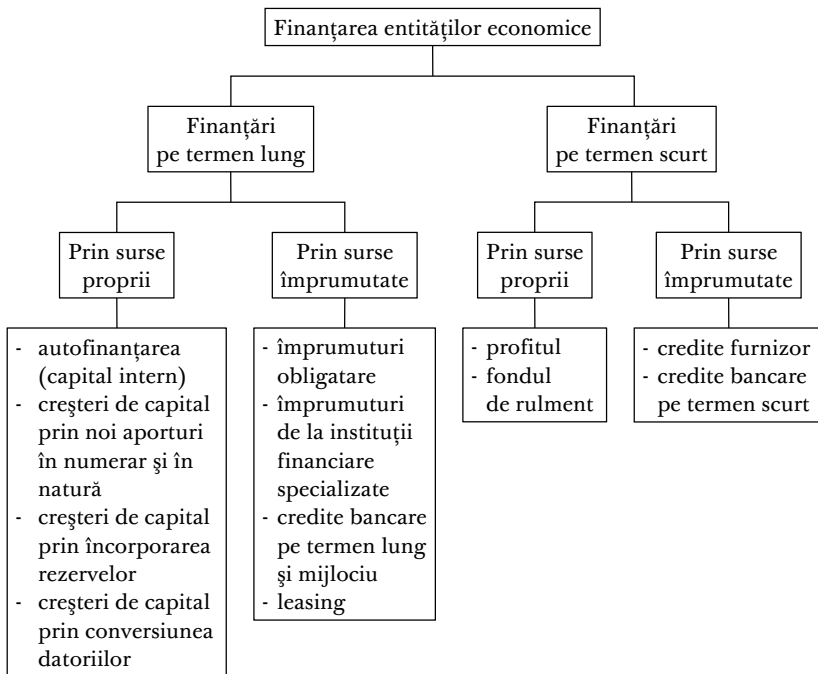 Finanțarea entităților economice
Finanțări
pe termen lung
Finanțări
pe termen scurt
Prin surse
proprii
Prin surse
împrumutate
Prin surse
proprii
Prin surse
împrumutate
- autofinanțarea
(capital intern)
- creşteri de capital
prin noi aporturi
în numerar şi în
natură
- creşteri de capital
prin încorporarea
rezervelor
- creşteri de capital
prin conversiunea
datoriilor
- împrumuturi
obligatare
- împrumuturi
de la instituții
financiare
specializate
- credite bancare
pe termen lung
şi mijlociu
- leasing
- profitul
- fondul
de rulment
- credite furnizor
- credite bancare
pe termen scurt